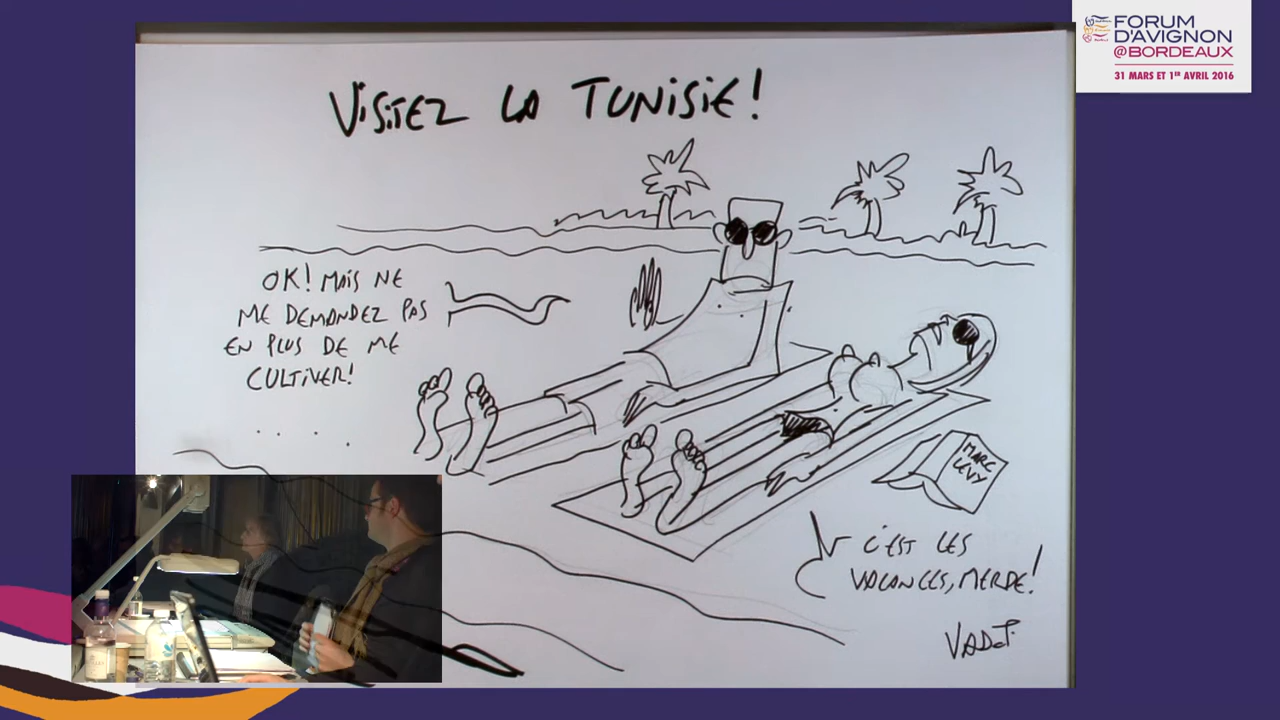 FORUM
D'AVIGNON
@BORDEAUX
31 MARS ET 1ER AVRIL 2016
VISITEZ LA TUNISIE!
OK! MAIS NE
ME DEMANDEZ PAS
EN PLUS DE ME
CULTIVER!
MARC
LEVY
C'EST LES
VACANCES, MERDE!
VADOT